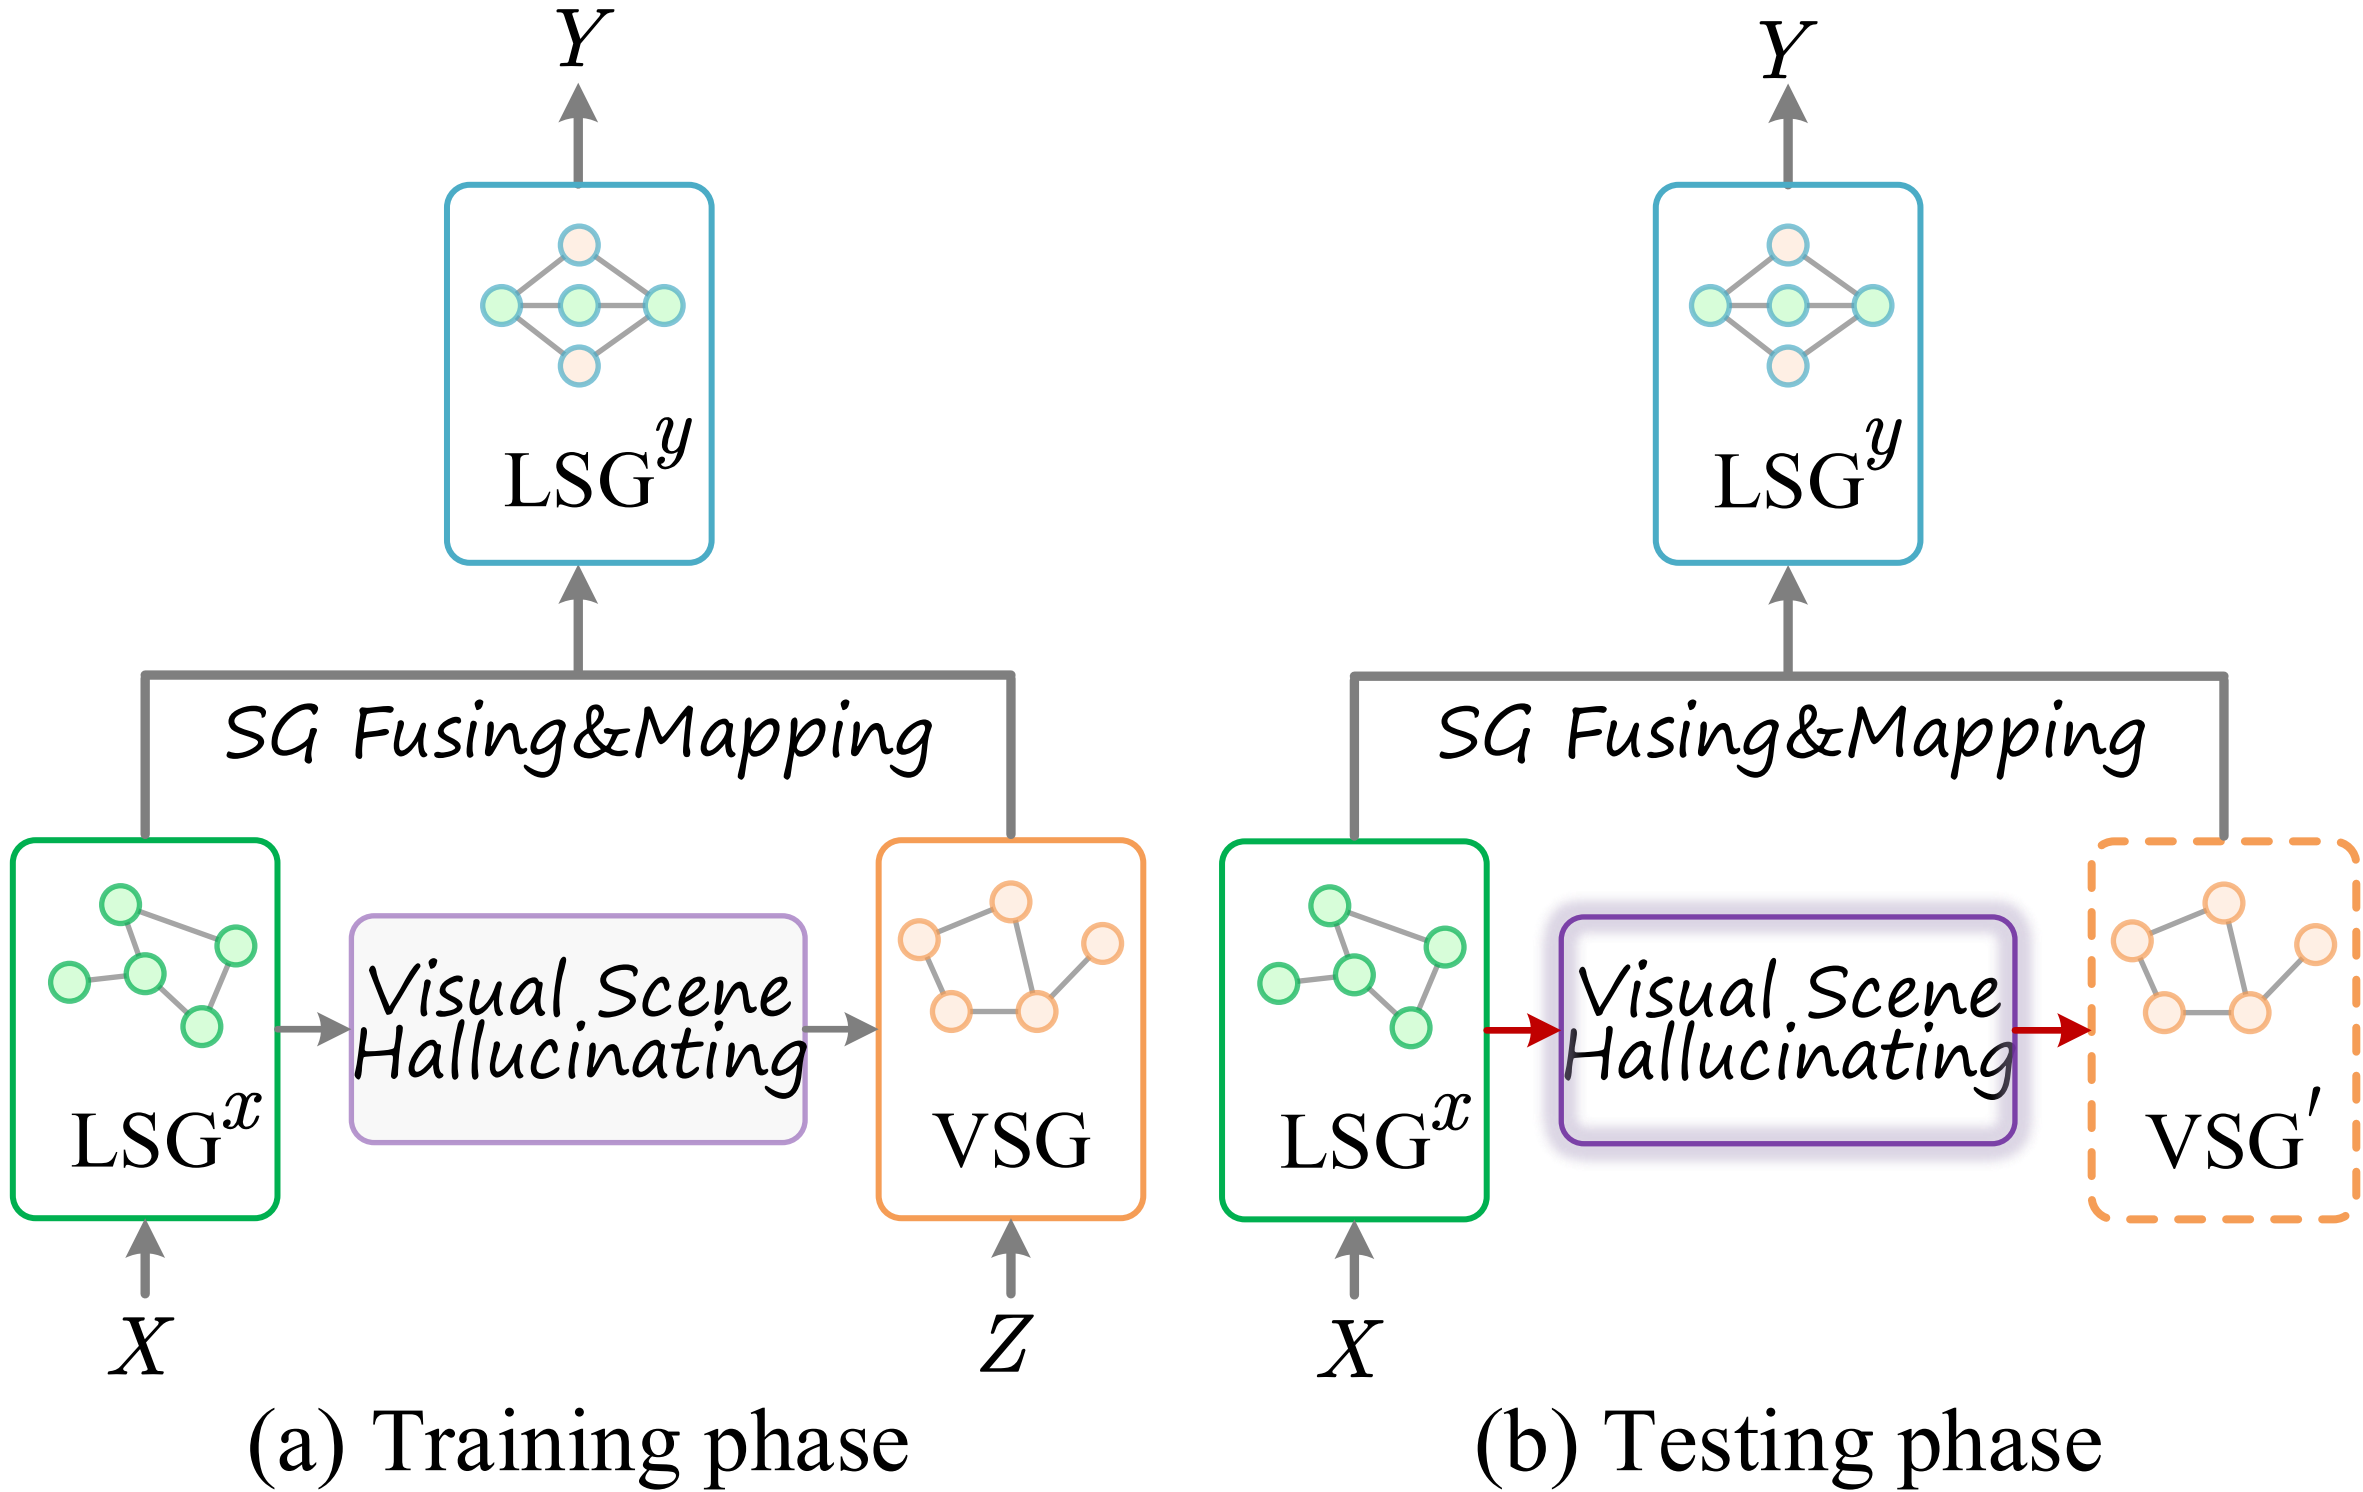 Y
LSG^y
SG Fusing&Mapping
LSG^x
Visual Scene
Hallucinating
VSG
X
Z
(a) Training phase
Y
LSG^y
SG Fusing&Mapping
LSG^x
Visual Scene
Hallucinating
VSG′
X
(b) Testing phase